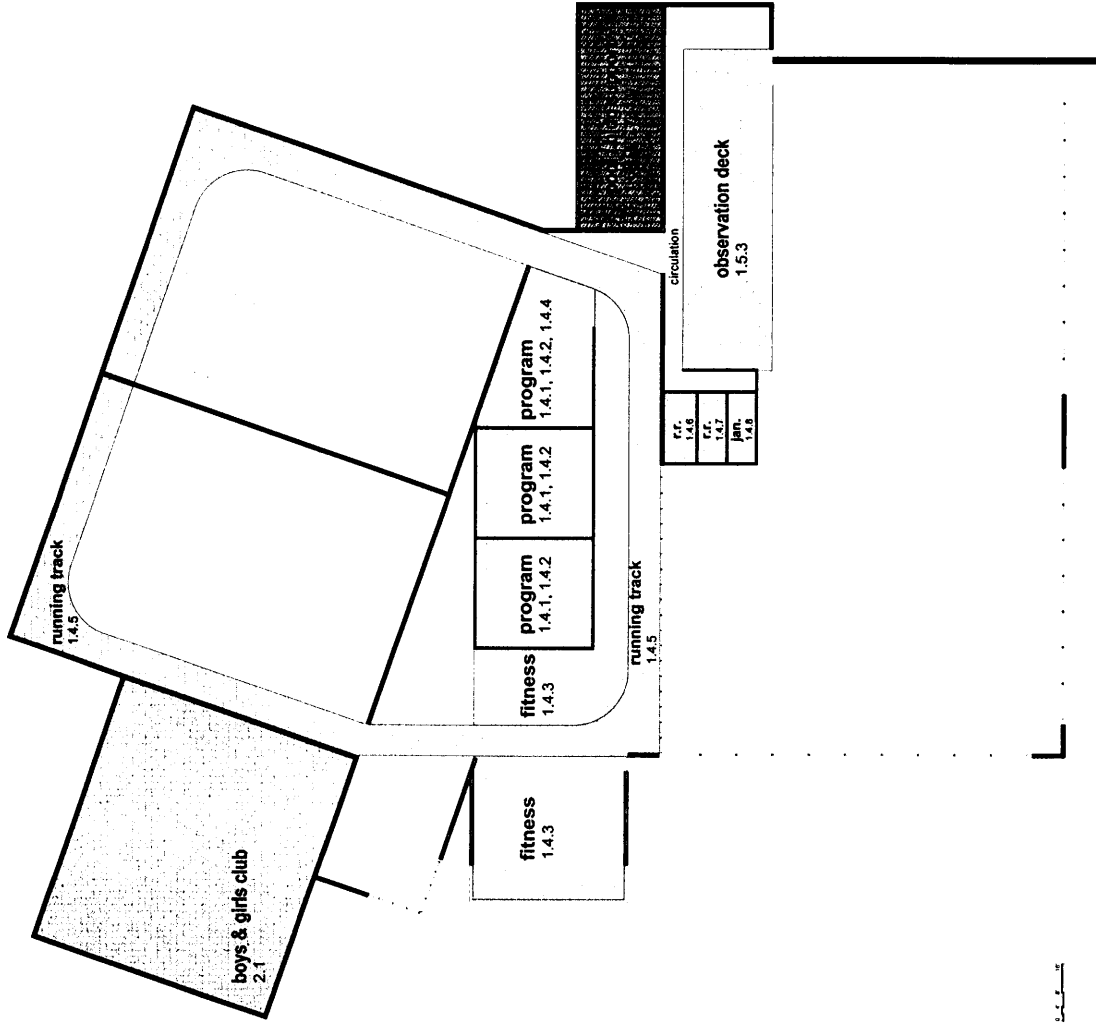 running track
1.4.5
boys & girls club
2.1
fitness
1.4.3
fitness
1.4.3
program
1.4.1, 1.4.2
program
1.4.1, 1.4.2
program
1.4.1, 1.4.2, 1.4.4
running track
1.4.5
r.r.
1.4.6
r.r.
1.4.7
jan.
1.4.8
circulation
observation deck
1.5.3